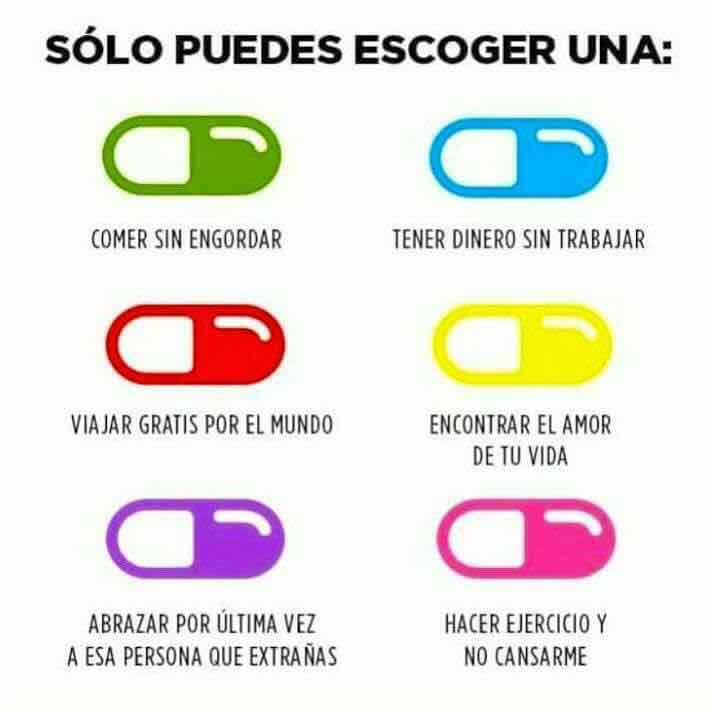 SÓLO PUEDES ESCOGER UNA:
COMER SIN ENGORDAR
TENER DINERO SIN TRABAJAR
VIAJAR GRATIS POR EL MUNDO
ENCONTRAR EL AMOR
DE TU VIDA
ABRAZAR POR ÚLTIMA VEZ
A ESA PERSONA QUE EXTRAÑAS
HACER EJERCICIO Y
NO CANSARME